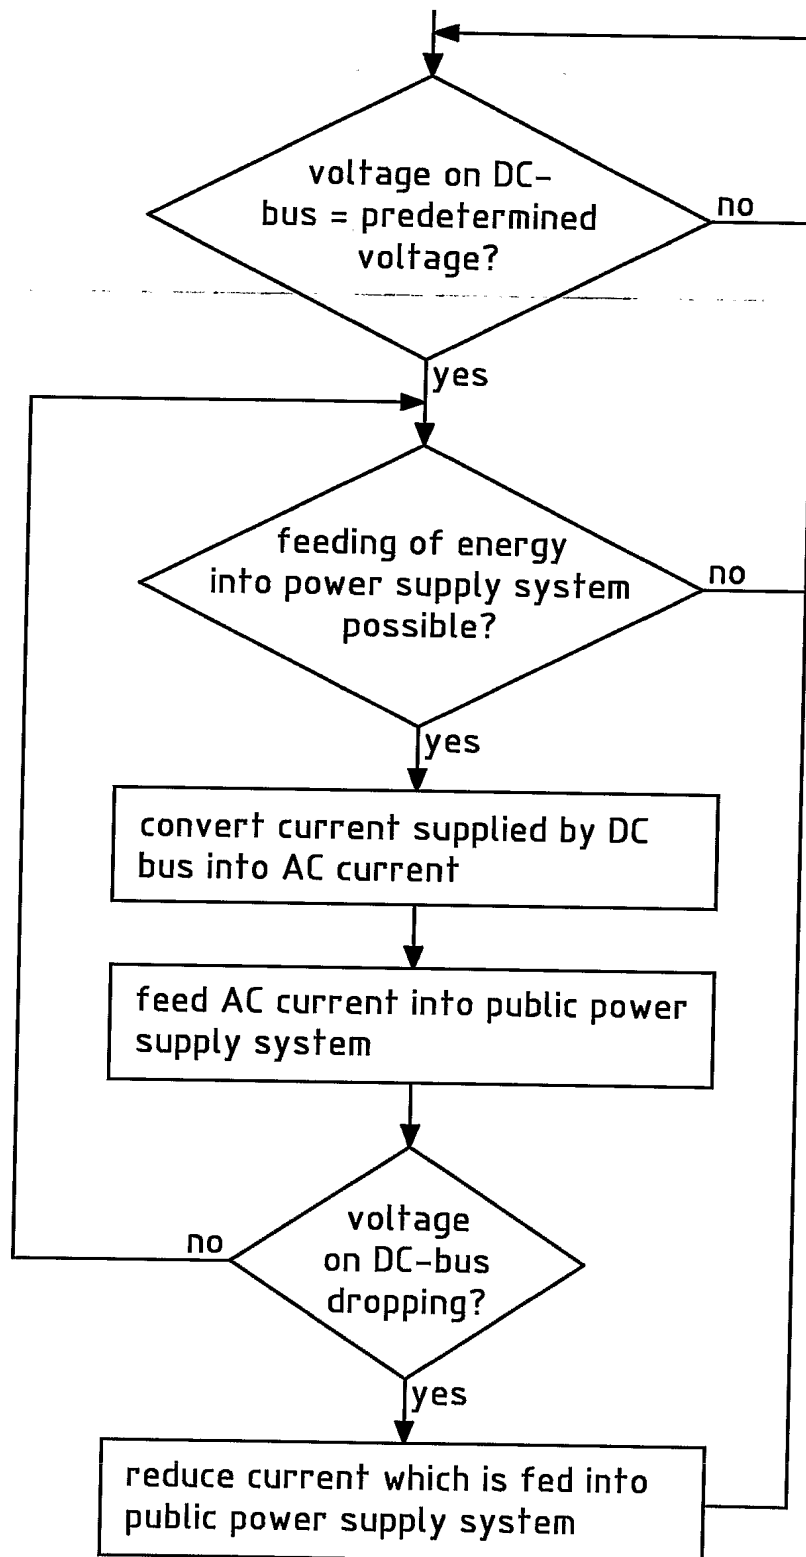 voltage on DC-
bus = predetermined
voltage?
no
yes
feeding of energy
into power supply system
possible?
no
yes
convert current supplied by DC
bus into AC current
feed AC current into public power
supply system
voltage
on DC-bus
dropping?
no
yes
reduce current which is fed into
public power supply system